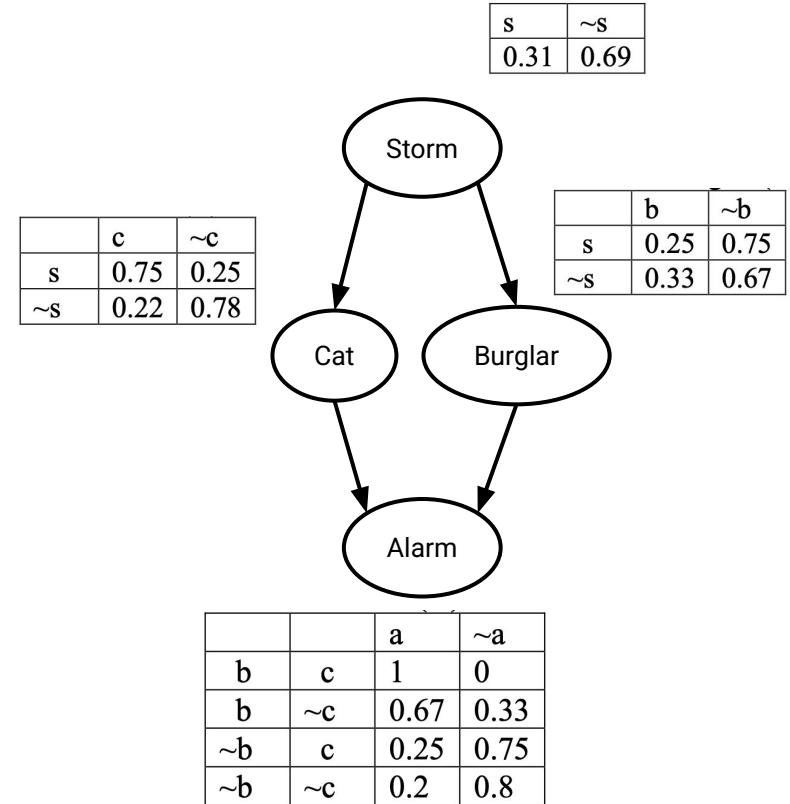 s ~s
0.31 0.69
Storm
b ~b
s 0.25 0.75
~s 0.33 0.67
c ~c
s 0.75 0.25
~s 0.22 0.78
Cat Burglar
Alarm
a ~a
b c 1 0
b ~c 0.67 0.33
~b c 0.25 0.75
~b ~c 0.2 0.8